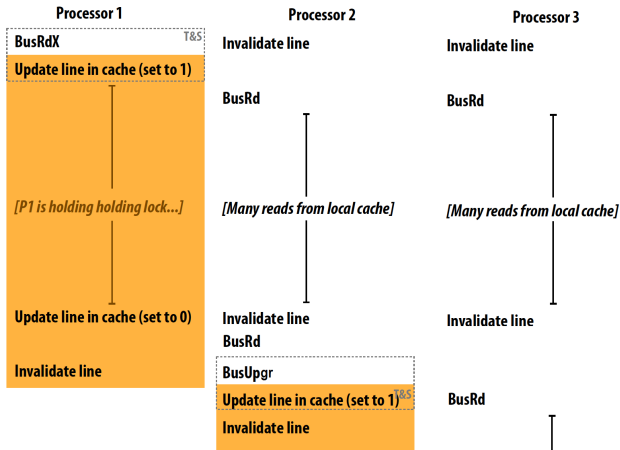 Processor 1
BusRdX
T&S
Update line in cache (set to 1)
[P1 is holding holding lock...]
Update line in cache (set to 0)
Invalidate line
Processor 2
Invalidate line
BusRd
[Many reads from local cache]
Invalidate line
BusRd
BusUpgr
Update line in cache (set to 1)
T&S
Invalidate line
Processor 3
Invalidate line
BusRd
[Many reads from local cache]
Invalidate line
BusRd